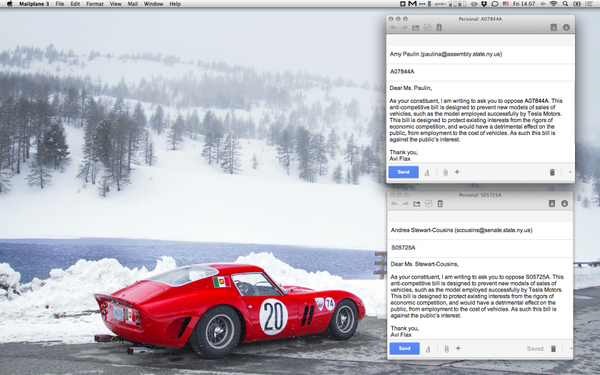 Mailplane 3 File Edit Format View Mail Window Help
Fri 14:07
Personal: A07844A
Amy Paulin (paulina@assembly.state.ny.us)
A07844A
Dear Ms. Paulin,
As your constituent, I am writing to ask you to oppose A07844A. This
anti-competitive bill is designed to prevent new models of sales of
vehicles, such as the model employed successfully by Tesla Motors.
This bill is designed to protect existing interests from the rigors of
economic competition, and would have a detrimental effect on the
public, from employment to the cost of vehicles. As such this bill is
against the public's interest.
Thank you,
Avi Flax
Send
Personal: S05725A
Andrea Stewart-Cousins (scousins@senate.state.ny.us)
S05725A
Dear Ms. Stewart-Cousins,
As your constituent, I am writing to ask you to oppose S05725A. This
anti-competitive bill is designed to prevent new models of sales of
vehicles, such as the model employed successfully by Tesla Motors.
This bill is designed to protect existing interests from the rigors of
economic competition, and would have a detrimental effect on the
public, from employment to the cost of vehicles. As such this bill is
against the public's interest.
Thank you,
Avi Flax
Send Saved
20
74